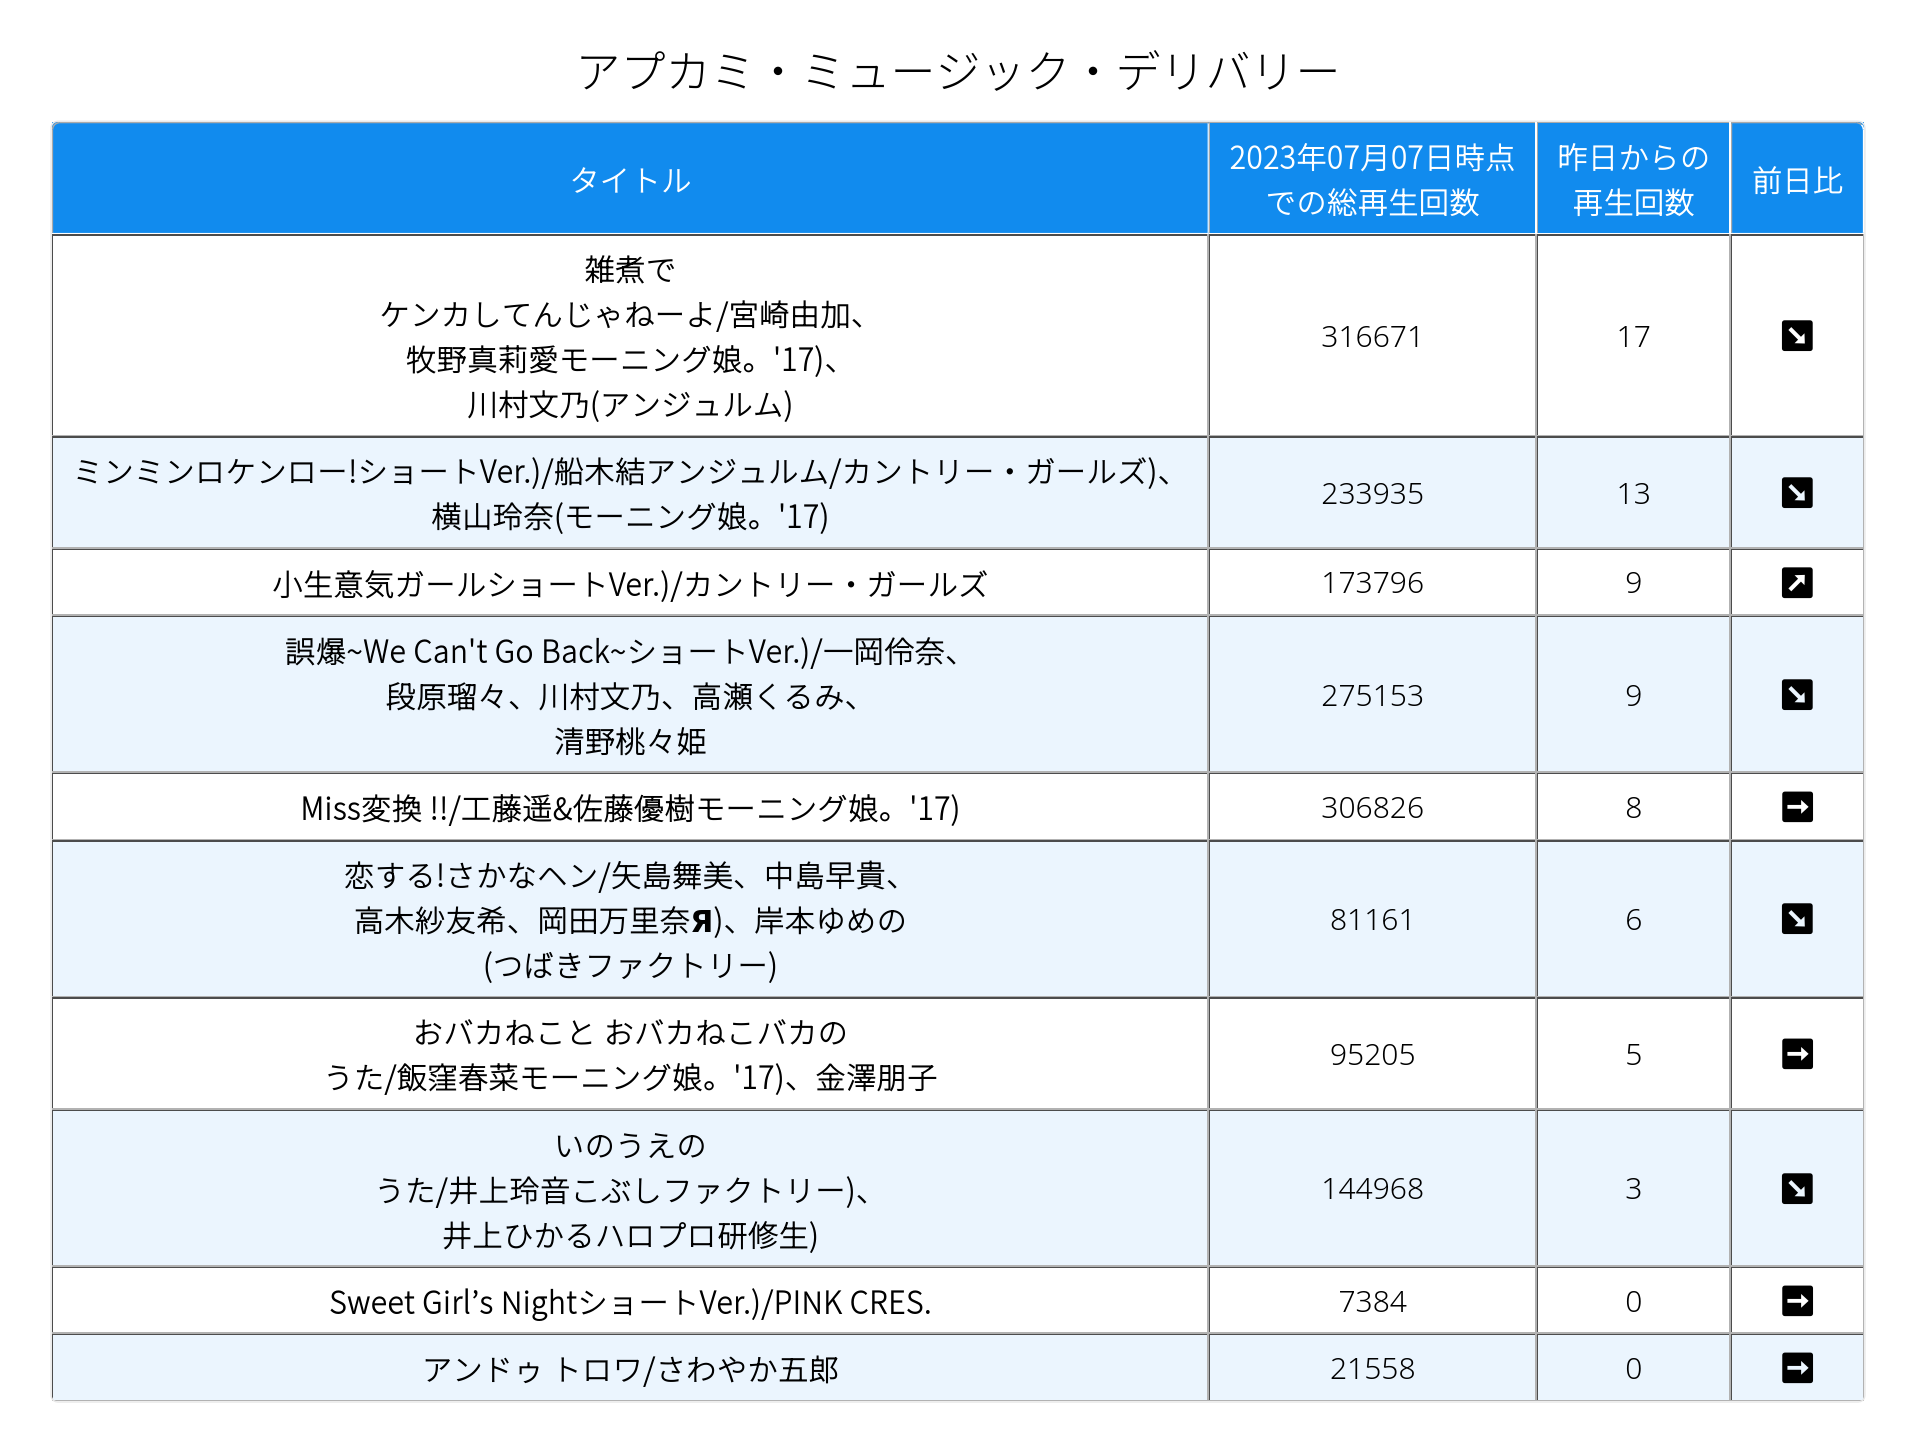 アプカミ・ミュージック・デリバリー
タイトル
2023年07月07日時点
での総再生回数
昨日からの
再生回数
前日比
雑煮で
ケンカしてんじゃねーよ/宮崎由加、
牧野真莉愛モーニング娘。'17)、
川村文乃(アンジュルム)
316671
17
ミンミンロケンロー!ショートVer.)/船木結アンジュルム/カントリー・ガールズ)、
横山玲奈(モーニング娘。'17)
233935
13
小生意気ガールショートVer.)/カントリー・ガールズ
173796
9
誤爆~We Can't Go Back~ショートVer.)/一岡伶奈、
段原瑠々、川村文乃、高瀬くるみ、
清野桃々姫
275153
9
Miss変換 !!/工藤遥&佐藤優樹モーニング娘。'17)
306826
8
恋する!さかなヘン/矢島舞美、中島早貴、
高木紗友希、岡田万里奈Я)、岸本ゆめの
(つばきファクトリー)
81161
6
おバカねこと おバカねこバカの
うた/飯窪春菜モーニング娘。'17)、金澤朋子
95205
5
いのうえの
うた/井上玲音こぶしファクトリー)、
井上ひかるハロプロ研修生)
144968
3
Sweet Girl’s NightショートVer.)/PINK CRES.
7384
0
アンドゥ トロワ/さわやか五郎
21558
0